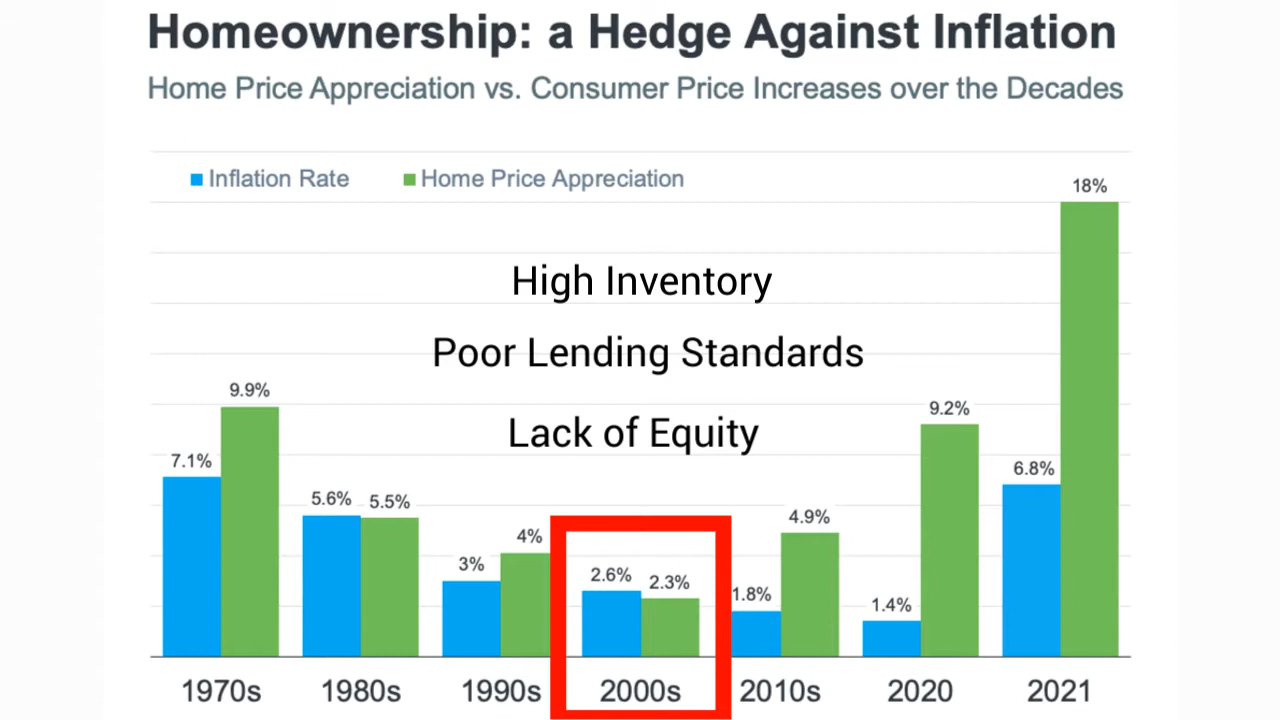 Homeownership: a Hedge Against Inflation
Home Price Appreciation vs. Consumer Price Increases over the Decades
Inflation Rate Home Price Appreciation
18%
High Inventory
Poor Lending Standards
9.9%
9.2%
Lack of Equity
7.1%
6.8%
5.6% 5.5%
4.9%
4%
3%
2.6% 2.3%
1.8%
1.4%
1970s 1980s 1990s 2000s 2010s 2020 2021